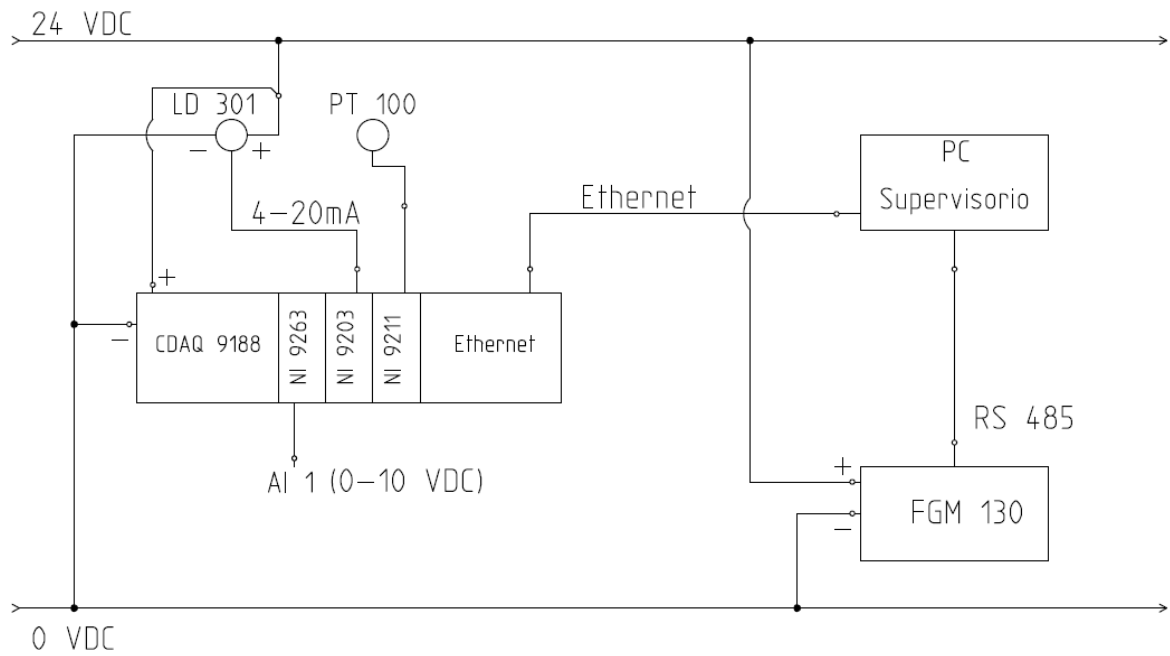 24 VDC
LD 301
PT 100
− +
PC
Supervisorio
Ethernet
4-20mA
+
−
CDAQ 9188
NI 9263
NI 9203
NI 9211
Ethernet
RS 485
AI 1 (0-10 VDC)
+
−
FGM 130
0 VDC